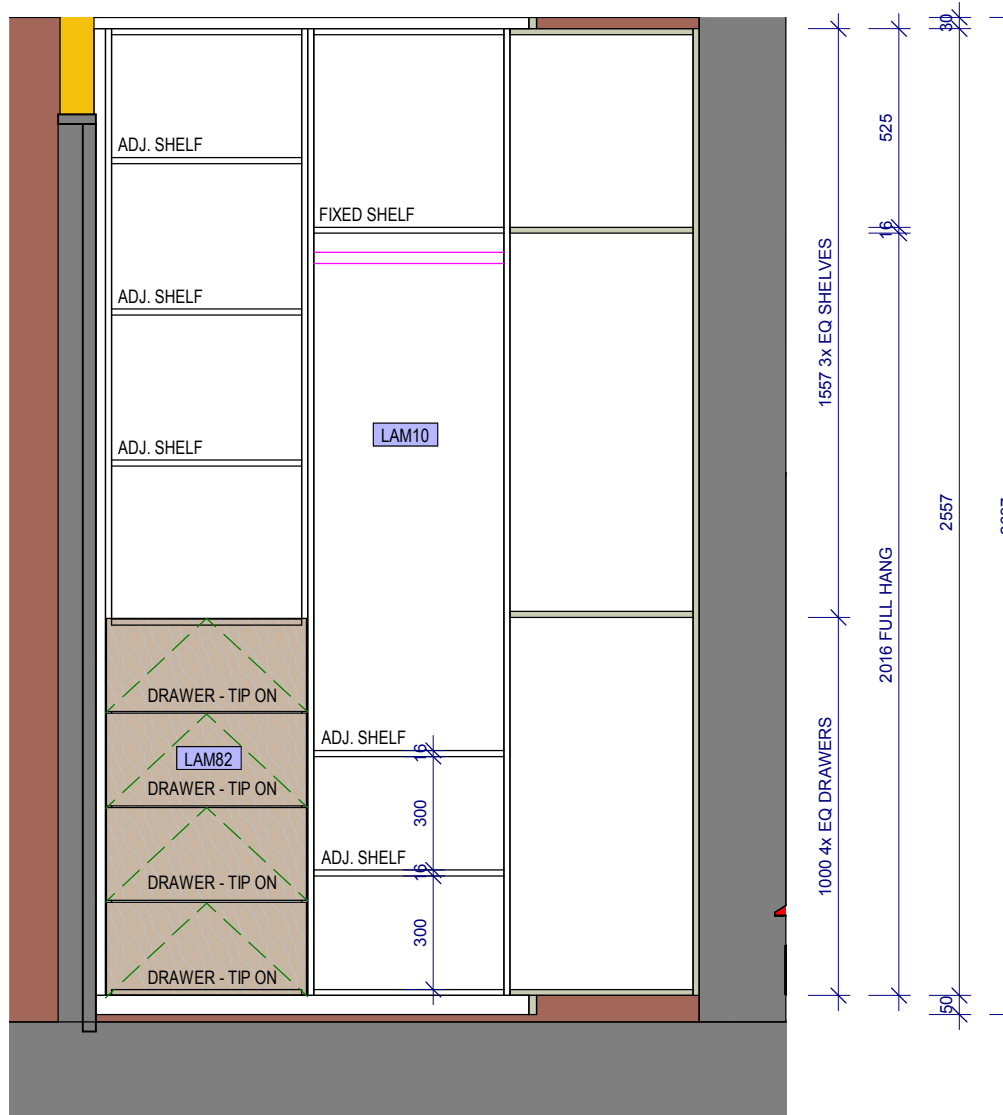 ADJ. SHELF
FIXED SHELF
ADJ. SHELF
LAM10
ADJ. SHELF
DRAWER - TIP ON
LAM82
DRAWER - TIP ON
DRAWER - TIP ON
DRAWER - TIP ON
ADJ. SHELF
16
300
ADJ. SHELF
16
300
1557 3x EQ SHELVES
1000 4x EQ DRAWERS
525
16
2016 FULL HANG
30
2557
50